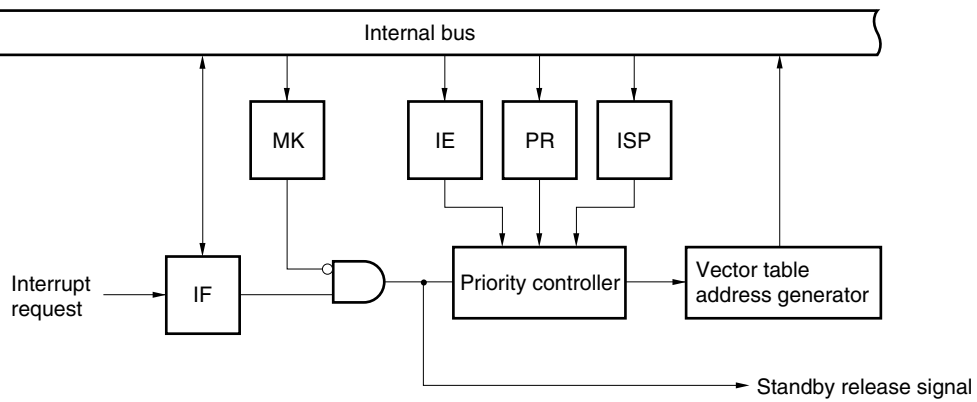 Internal bus
MK
IE
PR
ISP
Interrupt
request
IF
Priority controller
Vector table
address generator
Standby release signal